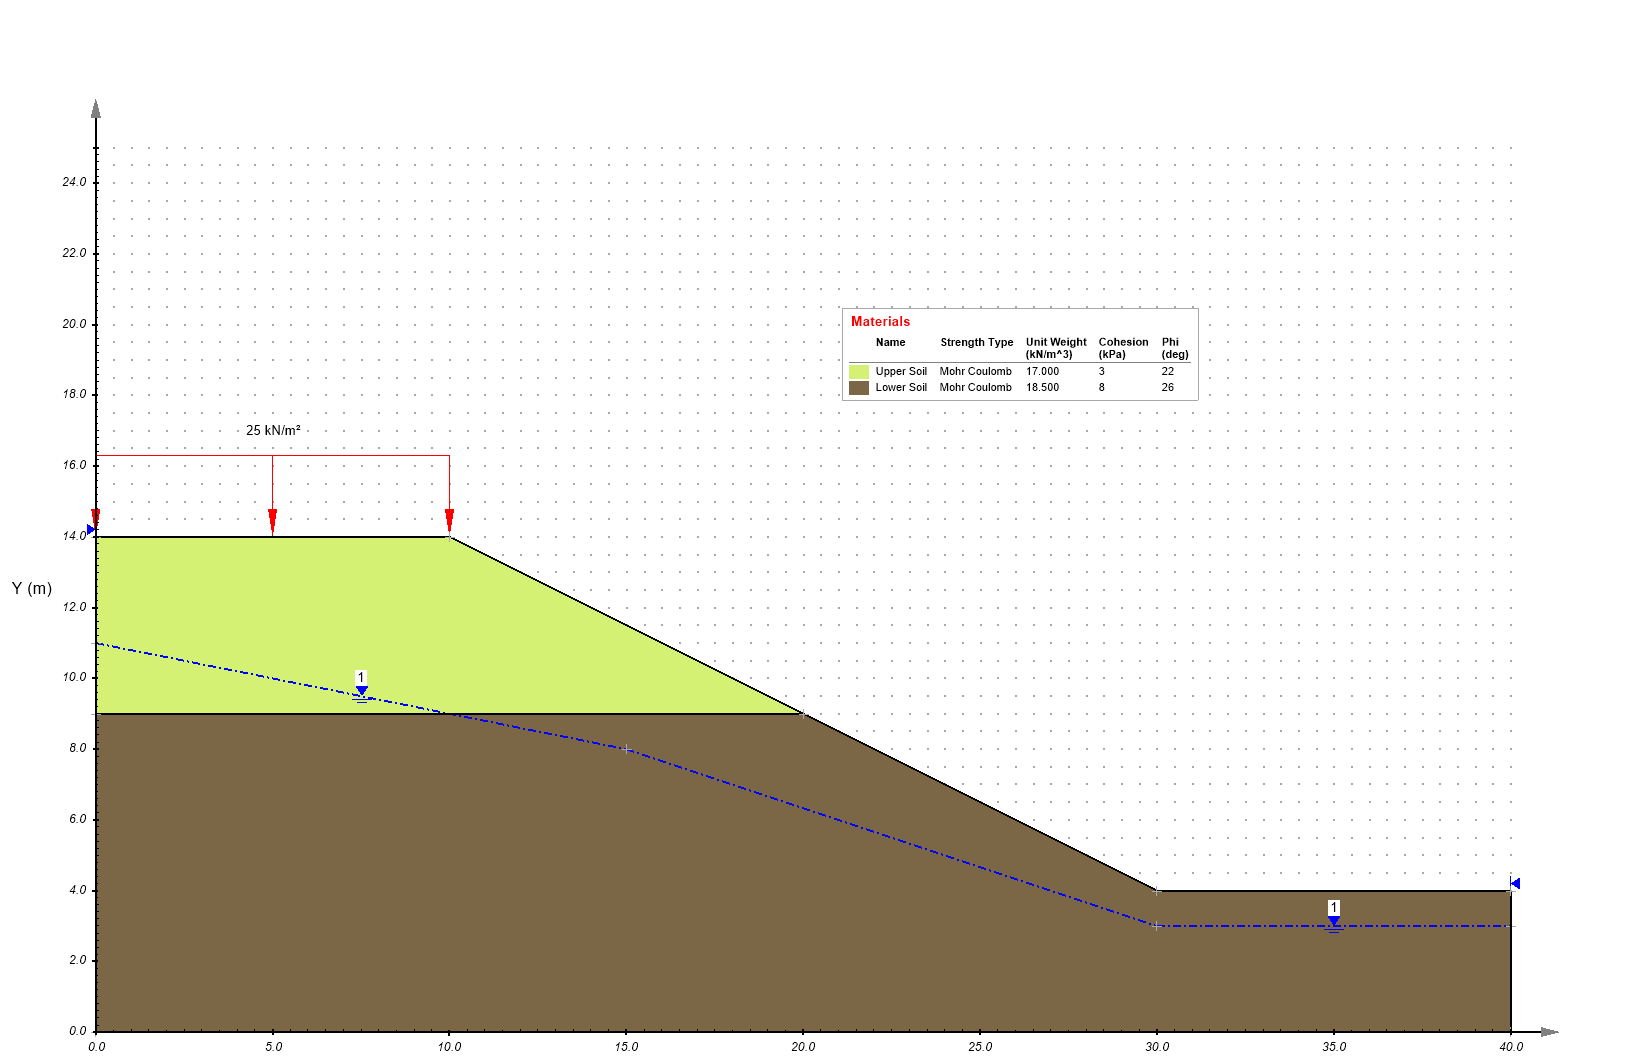 24.0
22.0
20.0
Materials
Name Strength Type Unit Weight (kN/m^3) Cohesion (kPa) Phi (deg)
Upper Soil Mohr Coulomb 17.000 3 22
Lower Soil Mohr Coulomb 18.500 8 26
18.0
25 kN/m²
16.0
14.0
Y (m)
12.0
10.0
1
8.0
6.0
4.0
1
2.0
0.0
0.0 5.0 10.0 15.0 20.0 25.0 30.0 35.0 40.0